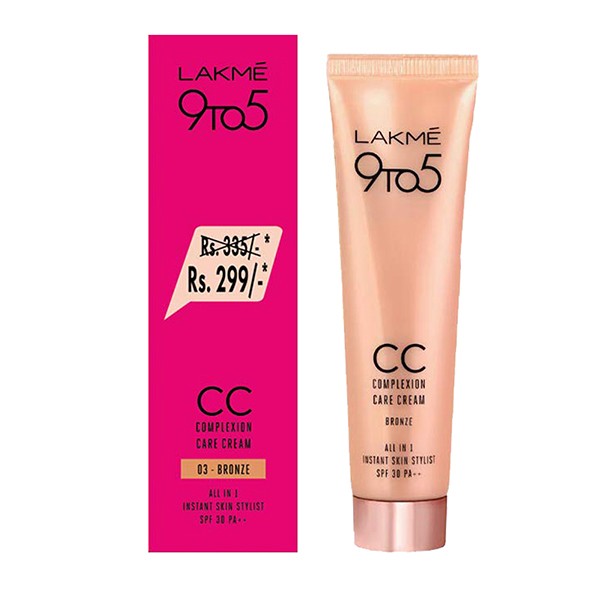 LAKMÉ
9TO5
Rs. 335/-*
Rs. 299/-*
CC
COMPLEXION
CARE CREAM
03 - BRONZE
ALL IN 1
INSTANT SKIN STYLIST
SPF 30 PA++
LAKMÉ
9TO5
CC
COMPLEXION
CARE CREAM
BRONZE
ALL IN 1
INSTANT SKIN STYLIST
SPF 30 PA++